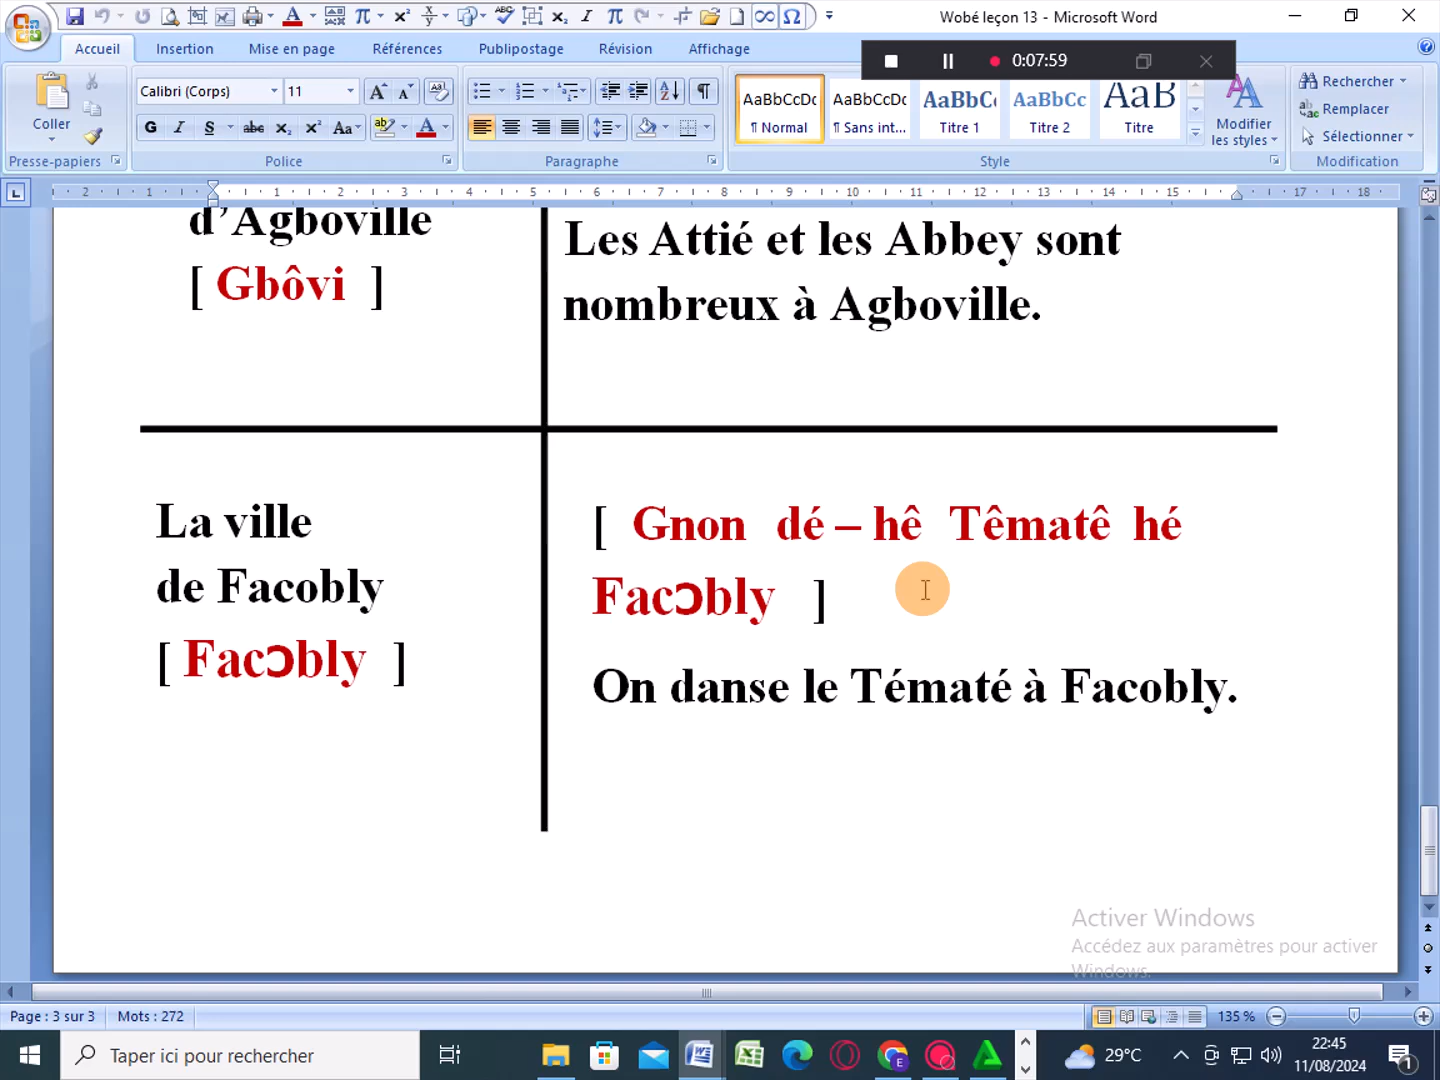 Wobé leçon 13 - Microsoft Word
Accueil
Insertion
Mise en page
Références
Publipostage
Révision
Affichage
0:07:59
Coller
Presse-papiers
Calibri (Corps)
11
Police
Paragraphe
AaBbCcDc
¶ Normal
AaBbCcDc
¶ Sans int...
AaBbC
Titre 1
AaBbCc
Titre 2
AaB
Titre
Style
Modifier
les styles
Rechercher
Remplacer
Sélectionner
Modification
d’Agboville
[ Gbôvi ]
Les Attié et les Abbey sont
nombreux à Agboville.
La ville
de Facobly
[ Facɔbly ]
[ Gnon dé – hê Têmatê hé
Facɔbly ]
On danse le Tématé à Facobly.
Activer Windows
Accédez aux paramètres pour activer
Windows.
Page : 3 sur 3
Mots : 272
135 %
Taper ici pour rechercher
29°C
22:45
11/08/2024